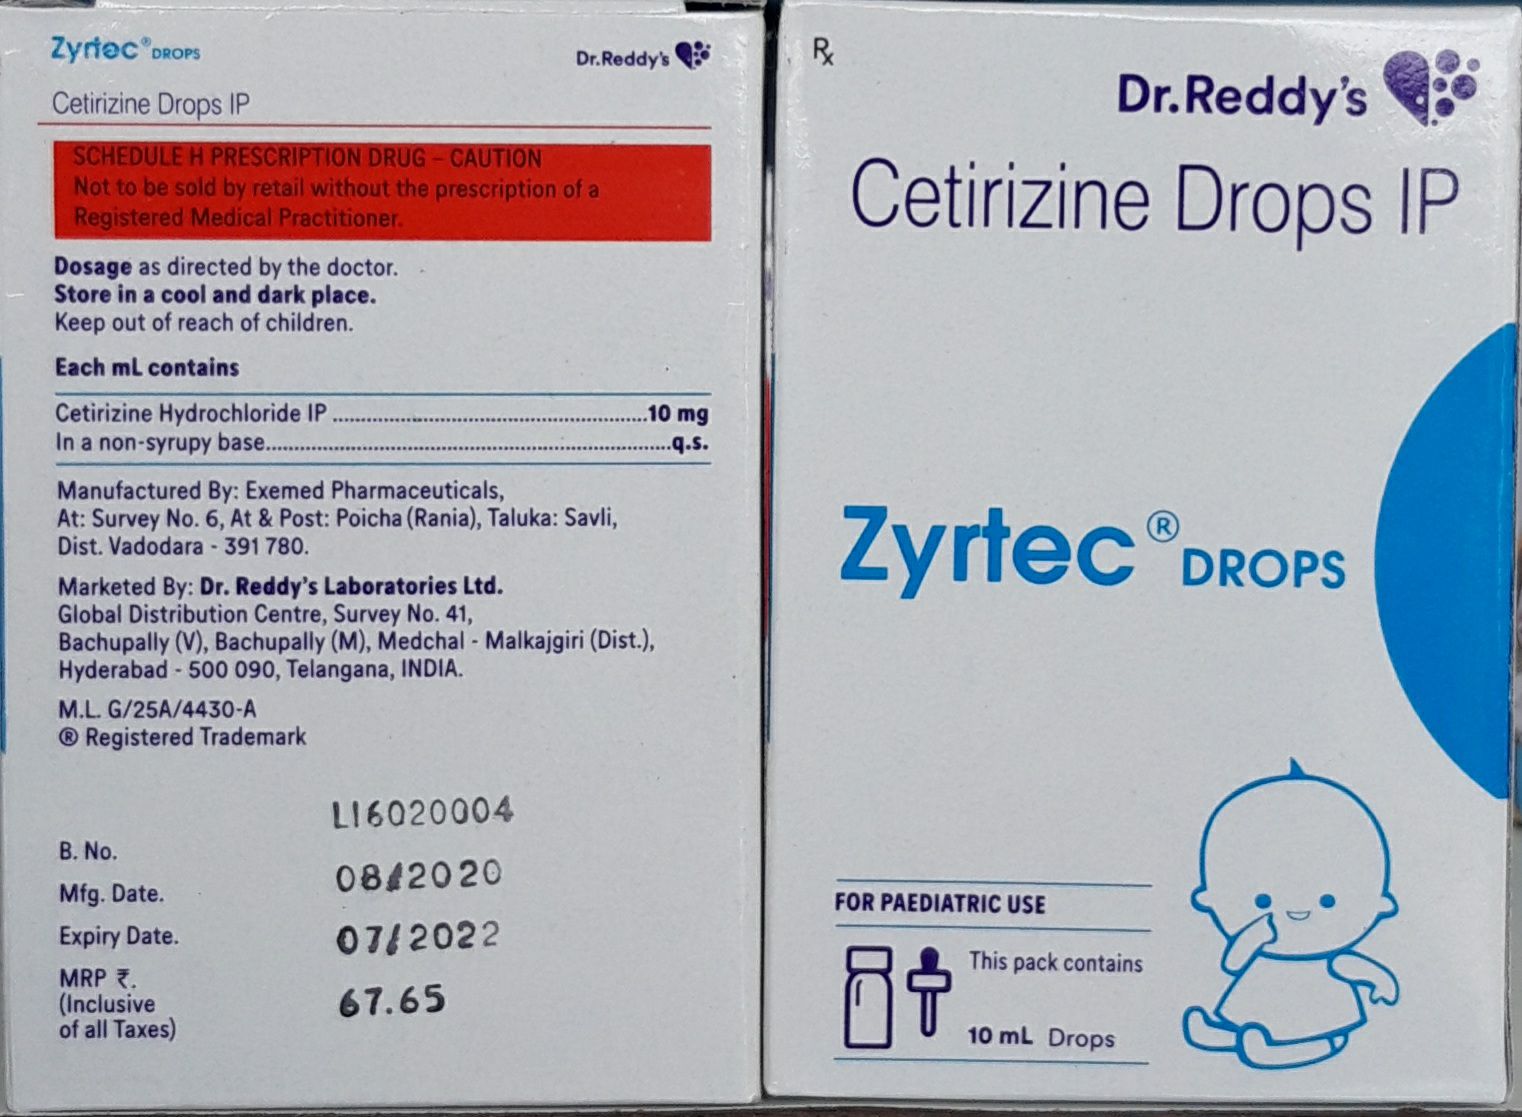 Zyrtec® DROPS
Dr.Reddy's
Cetirizine Drops IP
SCHEDULE H PRESCRIPTION DRUG – CAUTION
Not to be sold by retail without the prescription of a
Registered Medical Practitioner.
Dosage as directed by the doctor.
Store in a cool and dark place.
Keep out of reach of children.
Each mL contains
Cetirizine Hydrochloride IP ........................................................10 mg
In a non-syrupy base....................................................................q.s.
Manufactured By: Exemed Pharmaceuticals,
At: Survey No. 6, At & Post: Poicha (Rania), Taluka: Savli,
Dist. Vadodara - 391 780.
Marketed By: Dr. Reddy's Laboratories Ltd.
Global Distribution Centre, Survey No. 41,
Bachupally (V), Bachupally (M), Medchal - Malkajgiri (Dist.),
Hyderabad - 500 090, Telangana, INDIA.
M.L. G/25A/4430-A
® Registered Trademark
B. No. LI6020004
Mfg. Date. 08/2020
Expiry Date. 07/2022
MRP ₹. 67.65
(Inclusive
of all Taxes)
Rx
Dr.Reddy's
Cetirizine Drops IP
Zyrtec® DROPS
FOR PAEDIATRIC USE
This pack contains
10 mL Drops